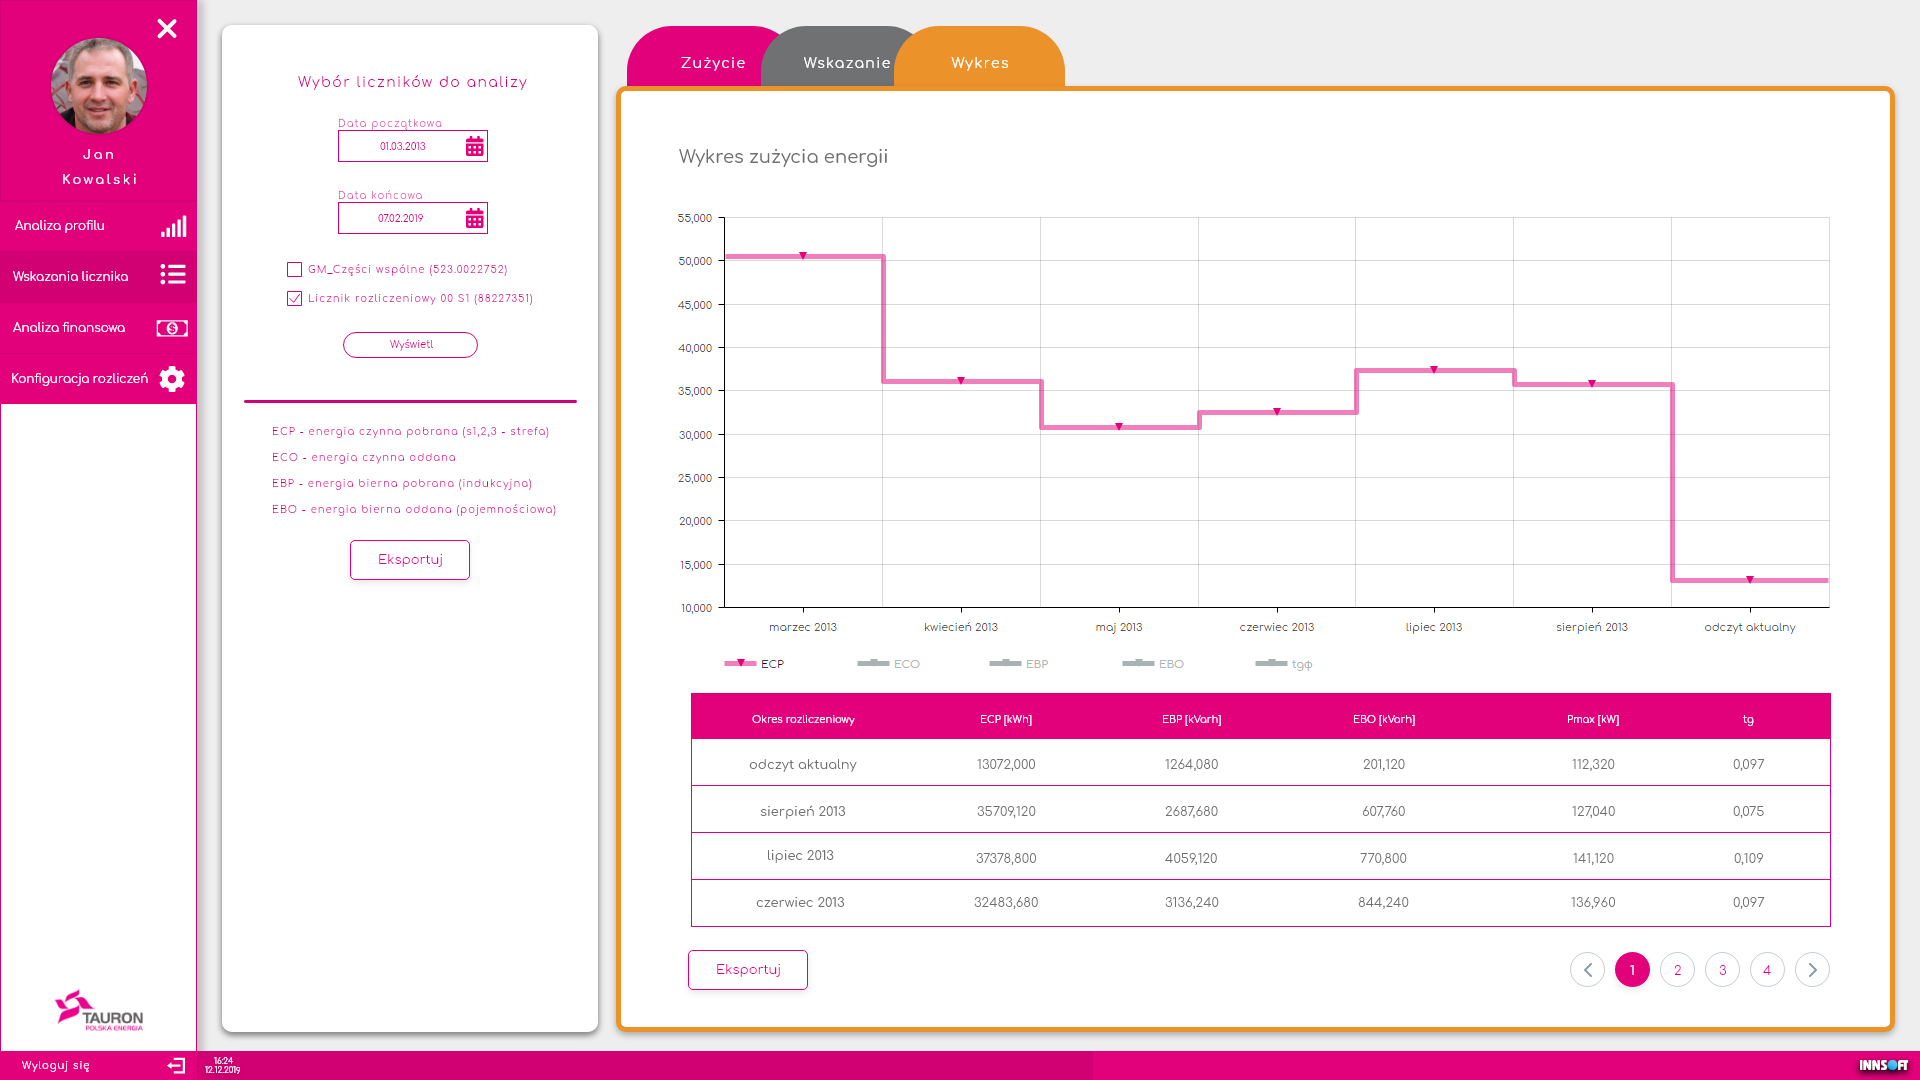 Jan
Kowalski
Analiza profilu
Wskazania licznika
Analiza finansowa
Konfiguracja rozliczeń
TAURON
POLSKA ENERGIA
Wyloguj się
16:24
12.12.2019
Wybór liczników do analizy
Data początkowa
01.03.2013
Data końcowa
07.02.2019
GM_Części wspólne (523.0022752)
Licznik rozliczeniowy 00 S1 (88227351)
Wyświetl
ECP - energia czynna pobrana (s1,2,3 - strefa)
ECO - energia czynna oddana
EBP - energia bierna pobrana (indukcyjna)
EBO - energia bierna oddana (pojemnościowa)
Eksportuj
Zużycie Wskazanie Wykres
Wykres zużycia energii
55,000
50,000
45,000
40,000
35,000
30,000
25,000
20,000
15,000
10,000
marzec 2013 kwiecień 2013 maj 2013 czerwiec 2013 lipiec 2013 sierpień 2013 odczyt aktualny
ECP ECO EBP EBO tgφ
Okres rozliczeniowy ECP [kWh] EBP [kVarh] EBO [kVarh] Pmax [kW] tg
odczyt aktualny 13072,000 1264,080 201,120 112,320 0,097
sierpień 2013 35709,120 2687,680 607,760 127,040 0,075
lipiec 2013 37378,800 4059,120 770,800 141,120 0,109
czerwiec 2013 32483,680 3136,240 844,240 136,960 0,097
Eksportuj
1 2 3 4
INNSOFT